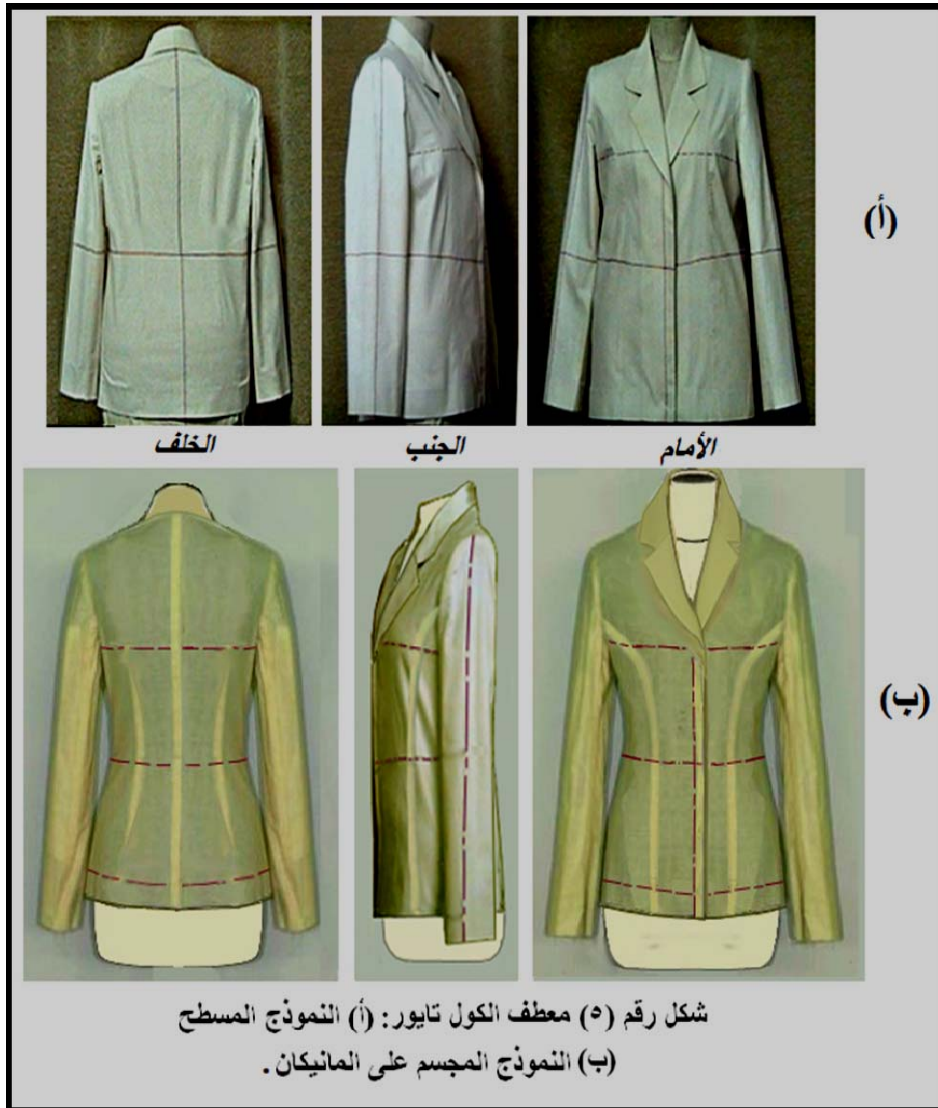 (أ)
الأمام
الجنب
الخلف
(ب)
شكل رقم (٥) معطف الكول تايور: (أ) النموذج المسطح
(ب) النموذج المجسم على المانيكان .